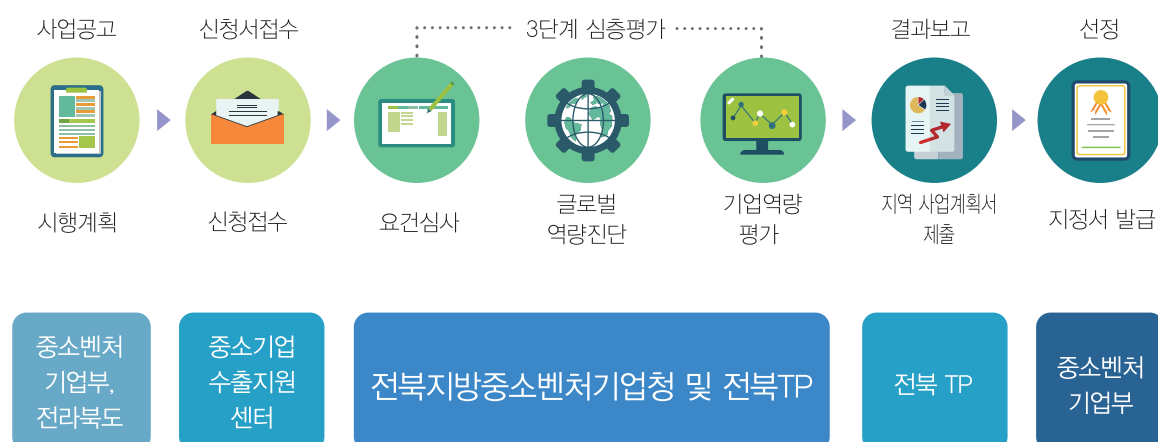 사업공고
신청서접수
3단계 심층평가
결과보고
선정
시행계획
신청접수
요건심사
글로벌
역량진단
기업역량
평가
지역 사업계획서
제출
지정서 발급
중소벤처
기업부,
전라북도
중소기업
수출지원
센터
전북지방중소벤처기업청 및 전북TP
전북 TP
중소벤처
기업부